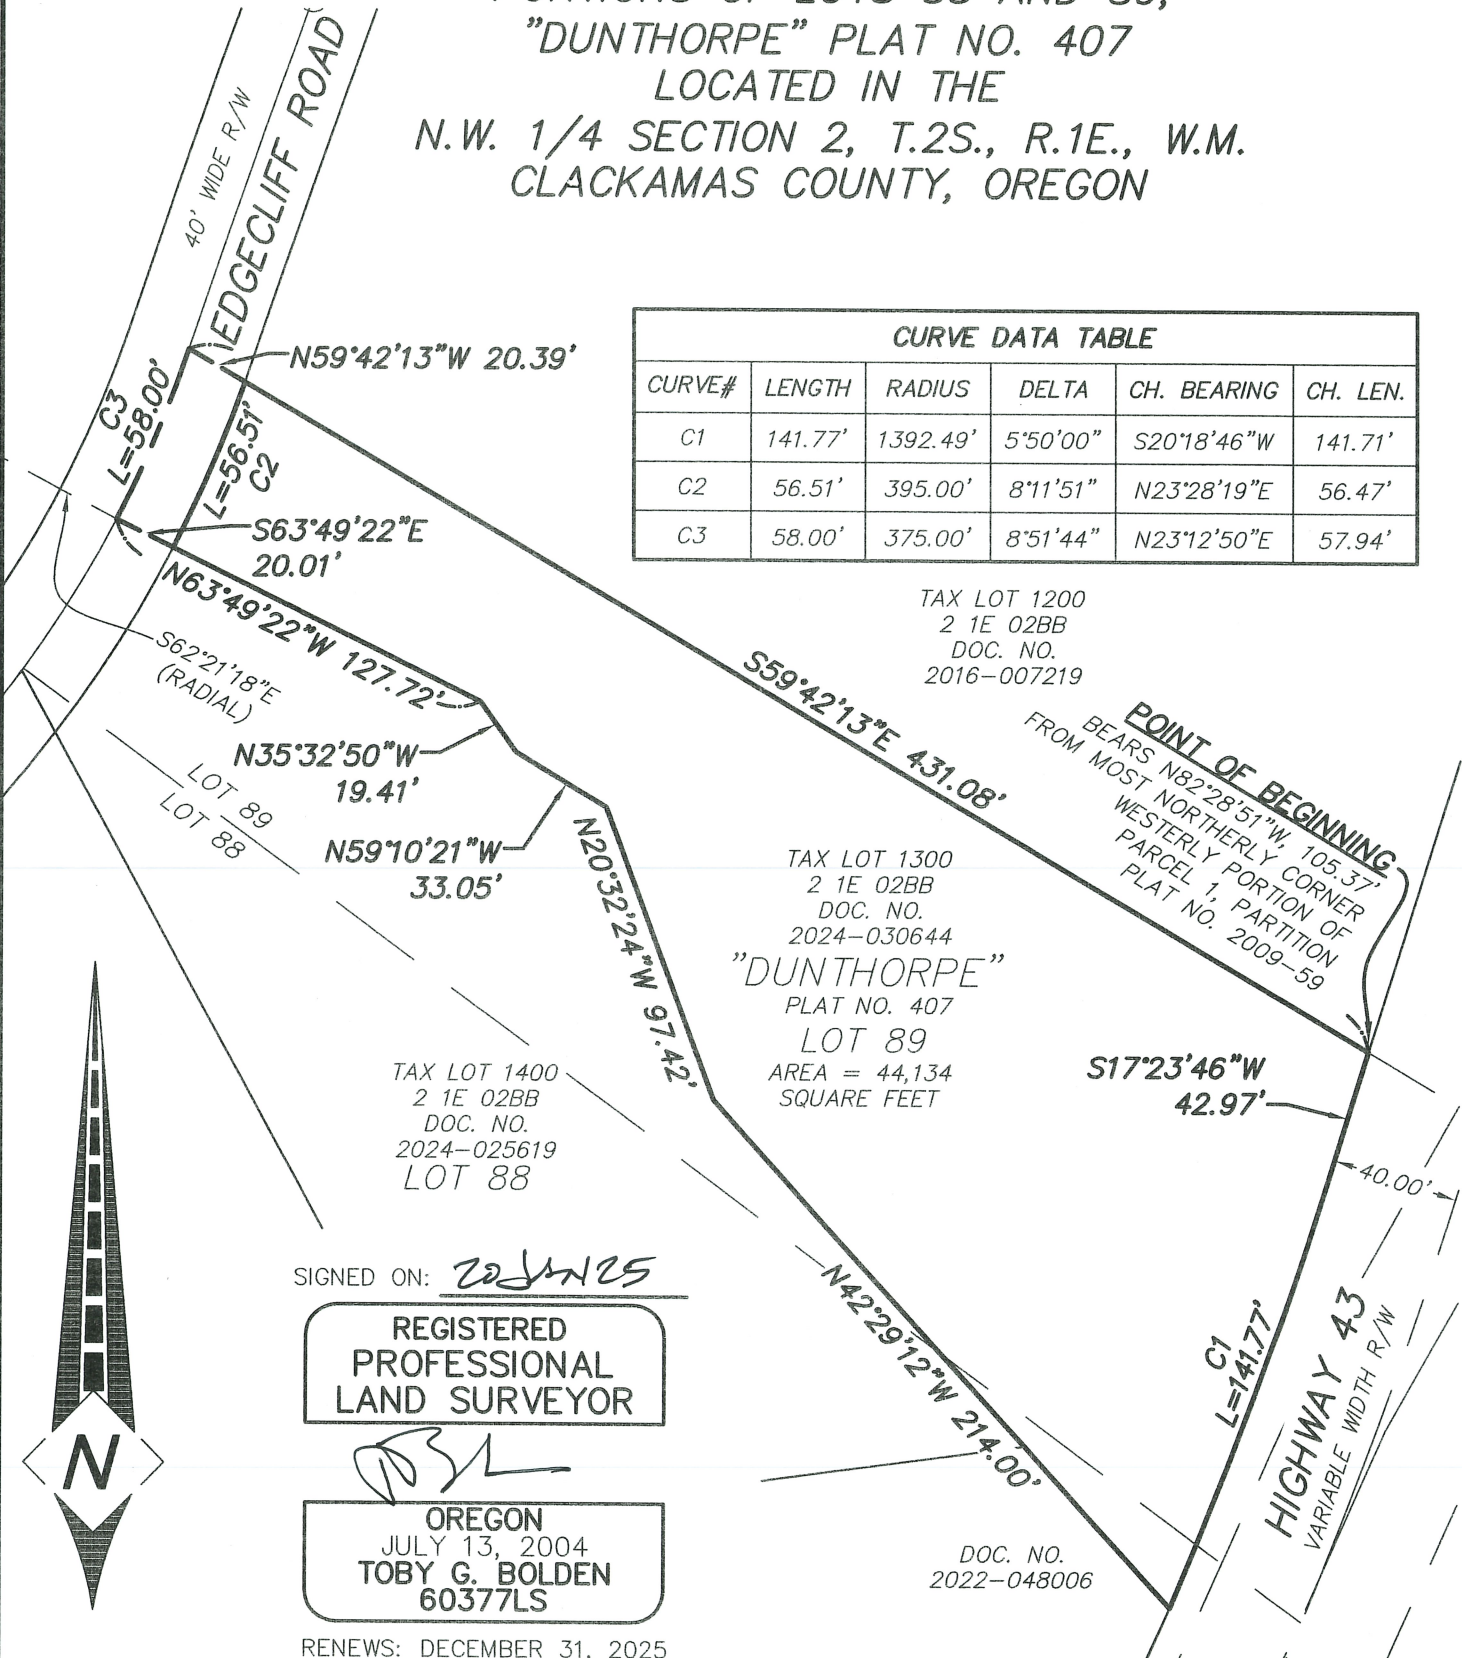 "DUNTHORPE" PLAT NO. 407
LOCATED IN THE
N.W. 1/4 SECTION 2, T.2S., R.1E., W.M.
CLACKAMAS COUNTY, OREGON
40' WIDE R/W
EDGECLIFF ROAD
CURVE DATA TABLE
CURVE# LENGTH RADIUS DELTA CH. BEARING CH. LEN.
C1 141.77' 1392.49' 5°50'00" S20°18'46"W 141.71'
C2 56.51' 395.00' 8°11'51" N23°28'19"E 56.47'
C3 58.00' 375.00' 8°51'44" N23°12'50"E 57.94'
N59°42'13"W 20.39'
C3
L=58.00'
L=56.51'
C2
S63°49'22"E
20.01'
N63°49'22"W 127.72'
S62°21'18"E
(RADIAL)
TAX LOT 1200
2 1E 02BB
DOC. NO.
2016-007219
S59°42'13"E 431.08'
POINT OF BEGINNING
BEARS N82°28'51"W, 105.37'
FROM MOST NORTHERLY CORNER
WESTERLY PORTION OF
PARCEL 1, PARTITION
PLAT NO. 2009-59
N35°32'50"W
19.41'
LOT 89
LOT 88
N59°10'21"W
33.05'
N20°32'24"W 97.42'
TAX LOT 1300
2 1E 02BB
DOC. NO.
2024-030644
"DUNTHORPE"
PLAT NO. 407
LOT 89
AREA = 44,134
SQUARE FEET
S17°23'46"W
42.97'
TAX LOT 1400
2 1E 02BB
DOC. NO.
2024-025619
LOT 88
40.00'
N42°29'12"W 214.00'
C1
L=141.77'
HIGHWAY 43
VARIABLE WIDTH R/W
N
SIGNED ON: 20JAN25
REGISTERED
PROFESSIONAL
LAND SURVEYOR
OREGON
JULY 13, 2004
TOBY G. BOLDEN
60377LS
RENEWS: DECEMBER 31, 2025
DOC. NO.
2022-048006